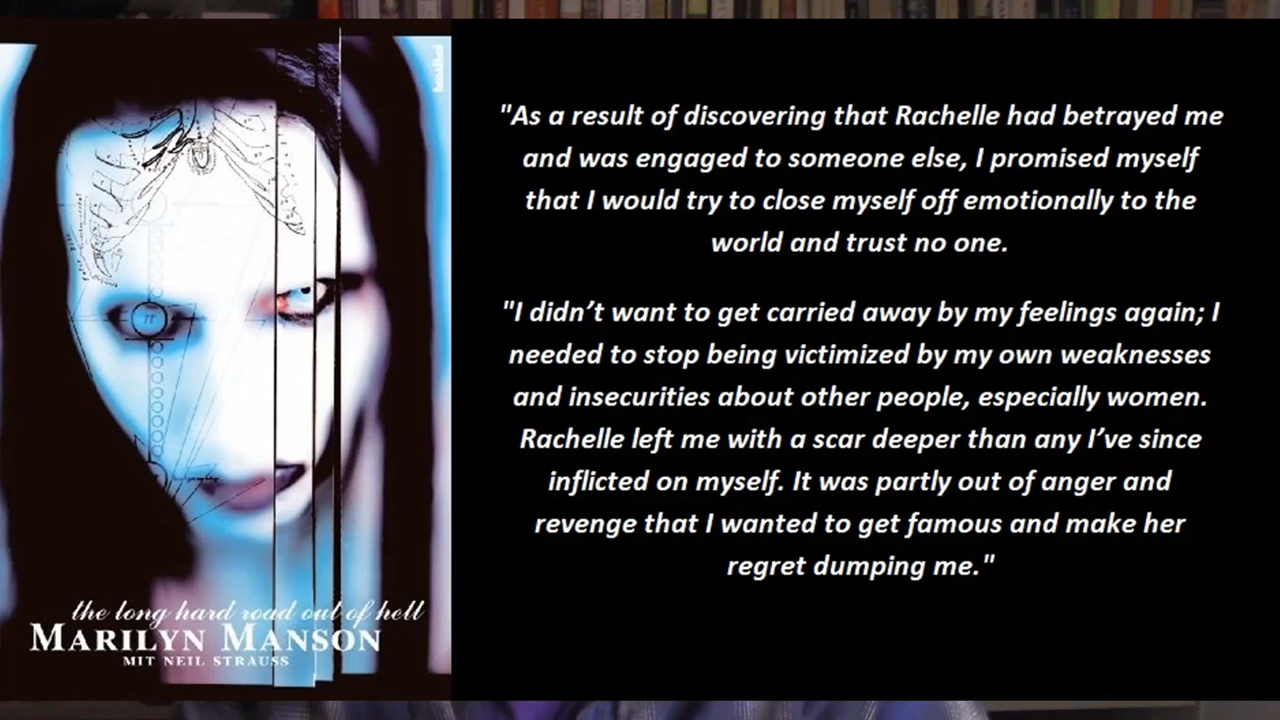 the long hard road out of hell
MARILYN MANSON
MIT NEIL STRAUSS
"As a result of discovering that Rachelle had betrayed me
and was engaged to someone else, I promised myself
that I would try to close myself off emotionally to the
world and trust no one.
"I didn’t want to get carried away by my feelings again; I
needed to stop being victimized by my own weaknesses
and insecurities about other people, especially women.
Rachelle left me with a scar deeper than any I’ve since
inflicted on myself. It was partly out of anger and
revenge that I wanted to get famous and make her
regret dumping me."